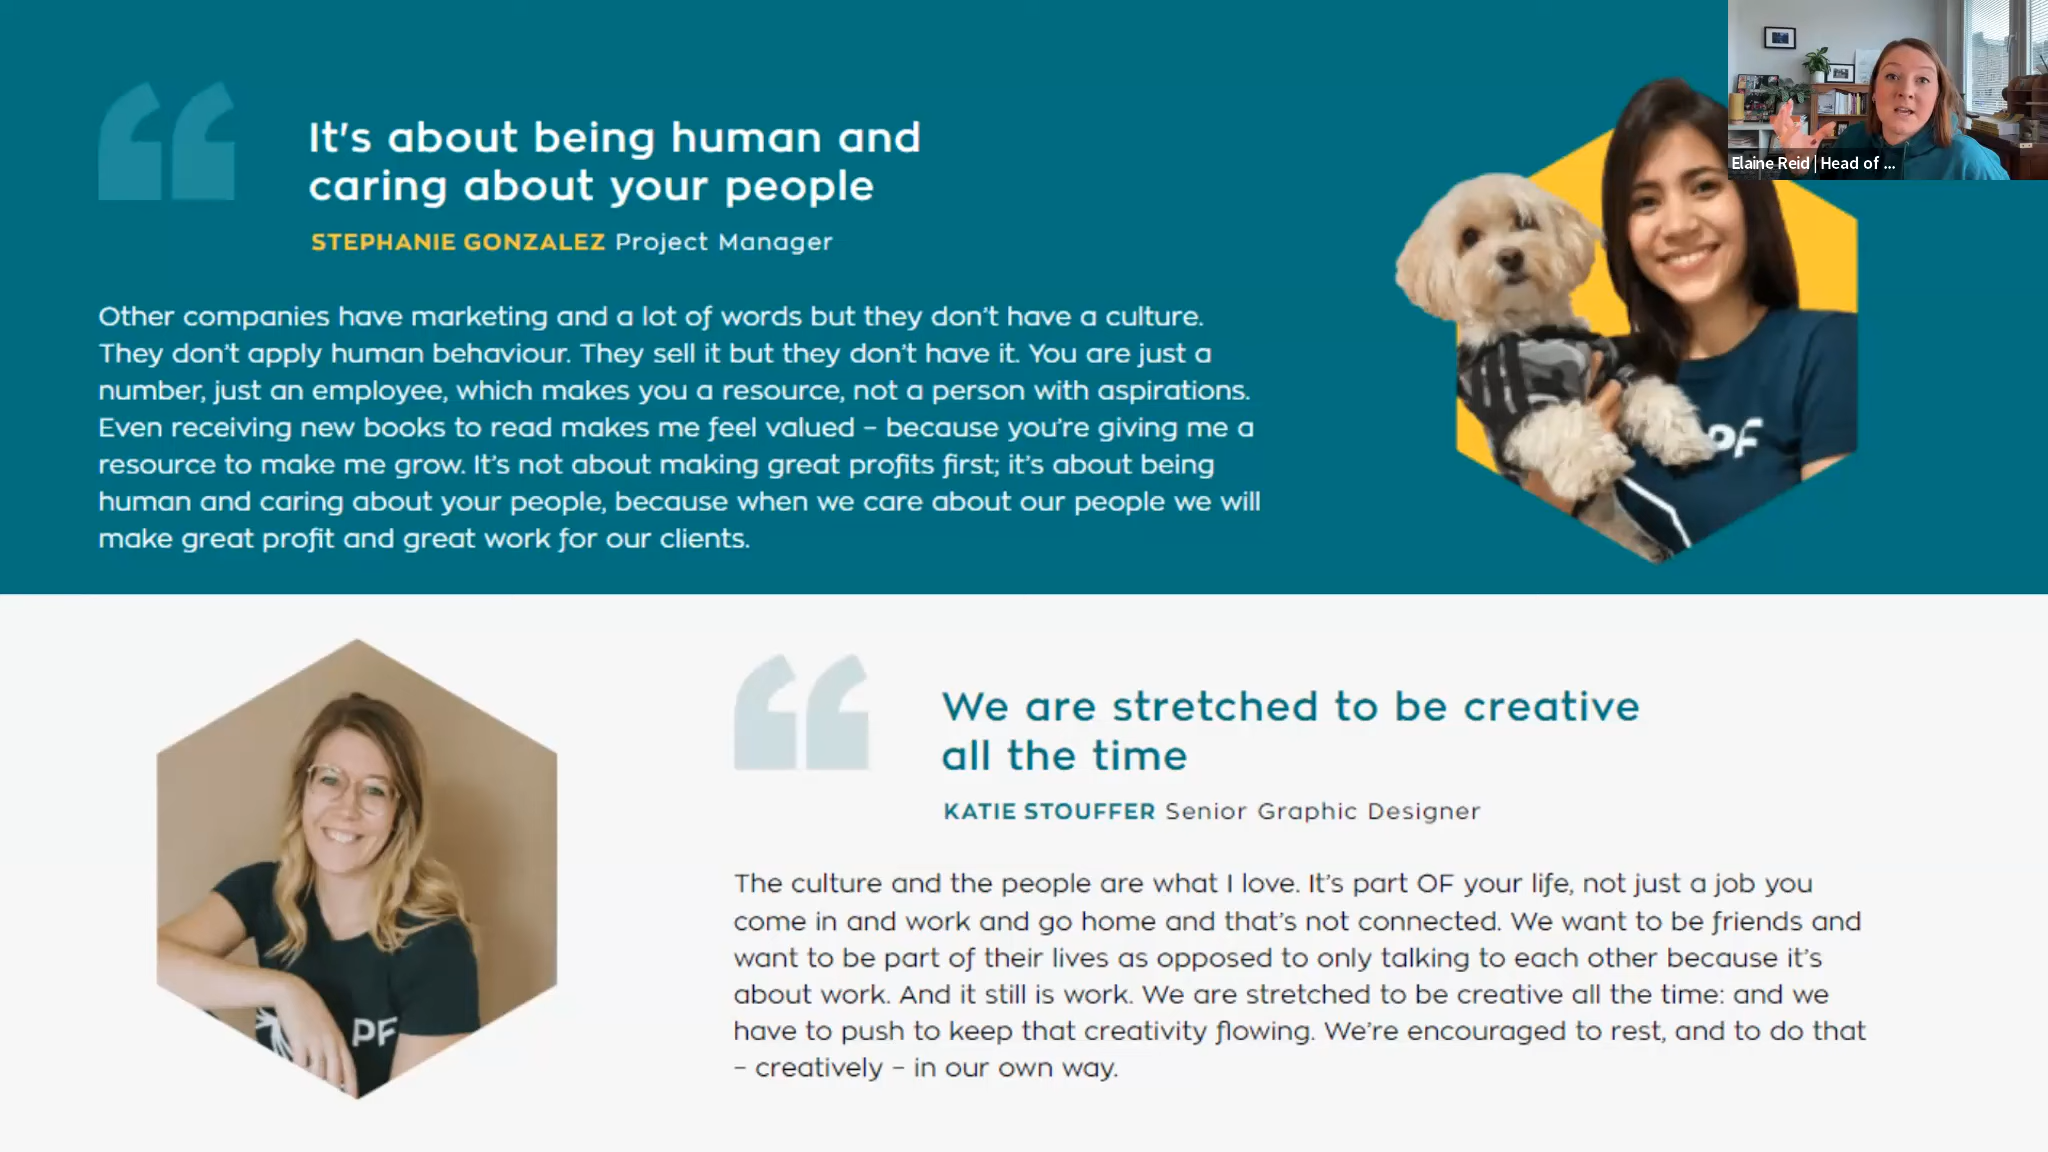 It's about being human and
caring about your people
STEPHANIE GONZALEZ Project Manager
Other companies have marketing and a lot of words but they don't have a culture.
They don't apply human behaviour. They sell it but they don't have it. You are just a
number, just an employee, which makes you a resource, not a person with aspirations.
Even receiving new books to read makes me feel valued – because you're giving me a
resource to make me grow. It's not about making great profits first; it's about being
human and caring about your people, because when we care about our people we will
make great profit and great work for our clients.
PF
Elaine Reid | Head of ...
We are stretched to be creative
all the time
KATIE STOUFFER Senior Graphic Designer
The culture and the people are what I love. It's part OF your life, not just a job you
come in and work and go home and that's not connected. We want to be friends and
want to be part of their lives as opposed to only talking to each other because it's
about work. And it still is work. We are stretched to be creative all the time: and we
have to push to keep that creativity flowing. We're encouraged to rest, and to do that
– creatively – in our own way.
PF